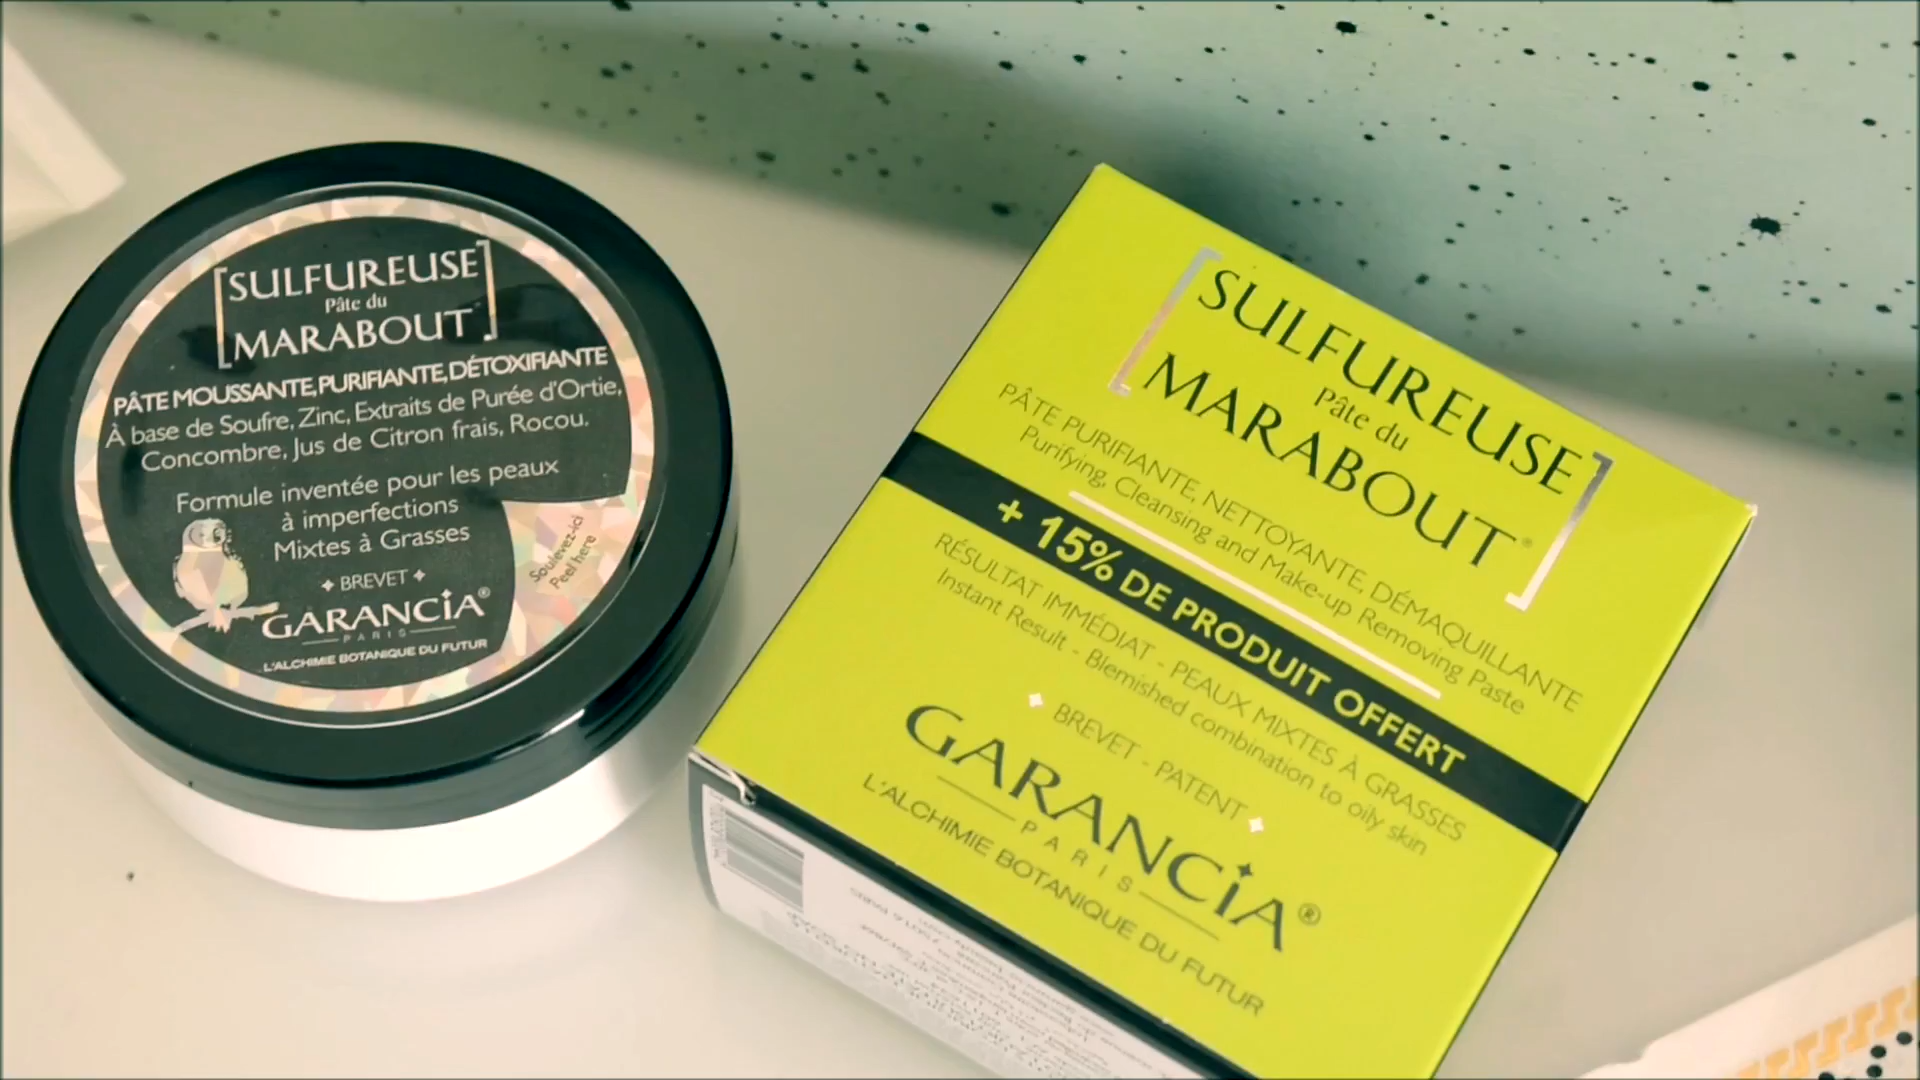 [SULFUREUSE
Pâte du
MARABOUT]
PÂTE MOUSSANTE, PURIFIANTE, DÉTOXIFIANTE
À base de Soufre, Zinc, Extraits de Purée d'Ortie,
Concombre, Jus de Citron frais, Rocou.
Formule inventée pour les peaux
à imperfections
Mixtes à Grasses
BREVET
GARANCIA®
PARIS
L'ALCHIMIE BOTANIQUE DU FUTUR
Soulevez-ici
Peel here
[SULFUREUSE
Pâte du
MARABOUT]
PÂTE PURIFIANTE, NETTOYANTE, DÉMAQUILLANTE
Purifying, Cleansing and Make-up Removing Paste
+ 15% DE PRODUIT OFFERT
RÉSULTAT IMMÉDIAT - PEAUX MIXTES À GRASSES
Instant Result - Blemished combination to oily skin
BREVET - PATENT
GARANCIA®
PARIS
L'ALCHIMIE BOTANIQUE DU FUTUR